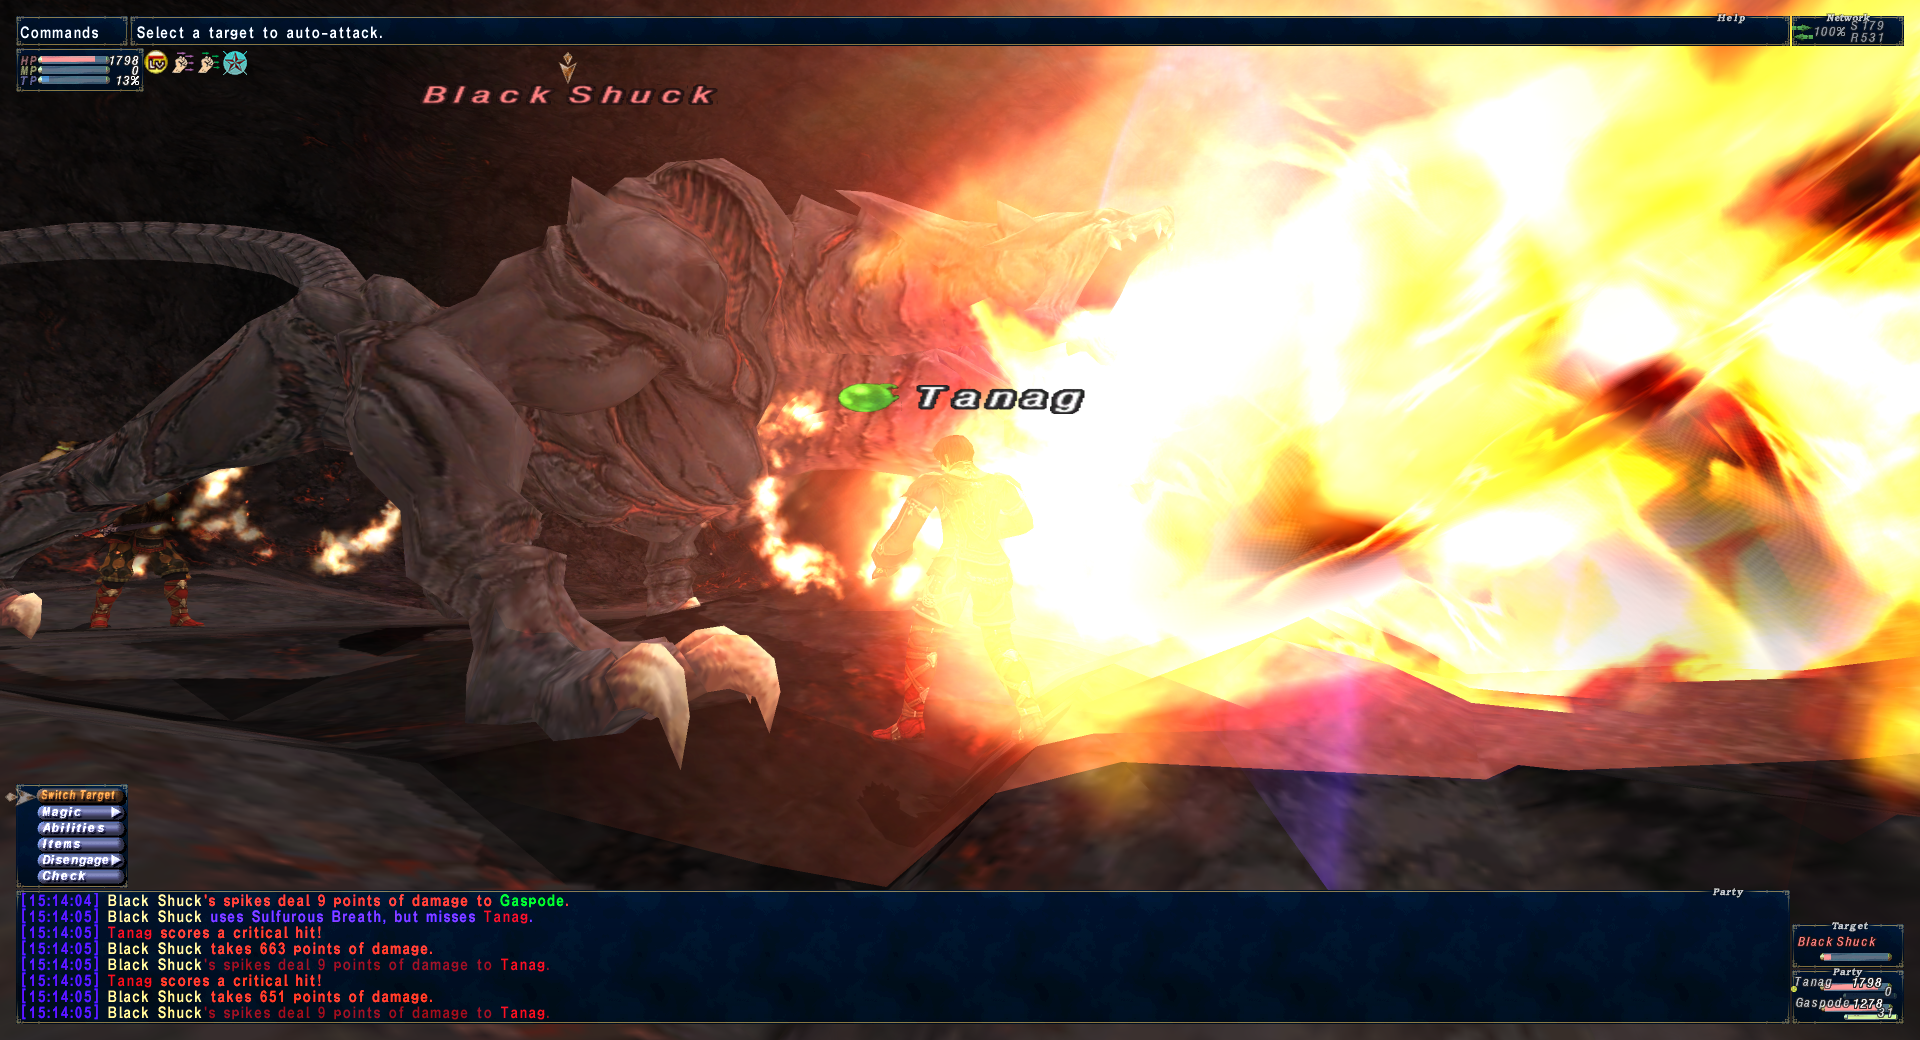 Commands
Select a target to auto-attack.
Help
Network
100% S 179
R 531
HP 1798
MP 0
TP 13%
Black Shuck
Tanag
Switch Target
Magic
Abilities
Items
Disengage
Check
Party
[15:14:04] Black Shuck's spikes deal 9 points of damage to Gaspode.
[15:14:05] Black Shuck uses Sulfurous Breath, but misses Tanag.
[15:14:05] Tanag scores a critical hit!
[15:14:05] Black Shuck takes 663 points of damage.
[15:14:05] Black Shuck's spikes deal 9 points of damage to Tanag.
[15:14:05] Tanag scores a critical hit!
[15:14:05] Black Shuck takes 651 points of damage.
[15:14:05] Black Shuck's spikes deal 9 points of damage to Tanag.
Target
Black Shuck
Party
Tanag 1798
0
Gaspode 1278
31